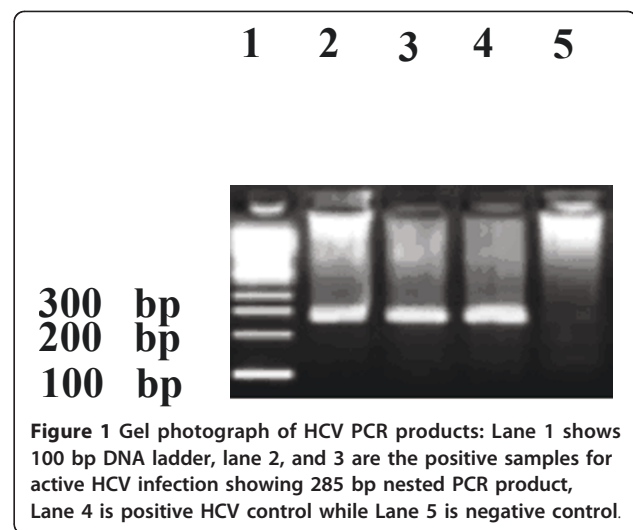 1 2 3 4 5
300 bp
200 bp
100 bp
Figure 1 Gel photograph of HCV PCR products: Lane 1 shows
100 bp DNA ladder, lane 2, and 3 are the positive samples for
active HCV infection showing 285 bp nested PCR product,
Lane 4 is positive HCV control while Lane 5 is negative control.